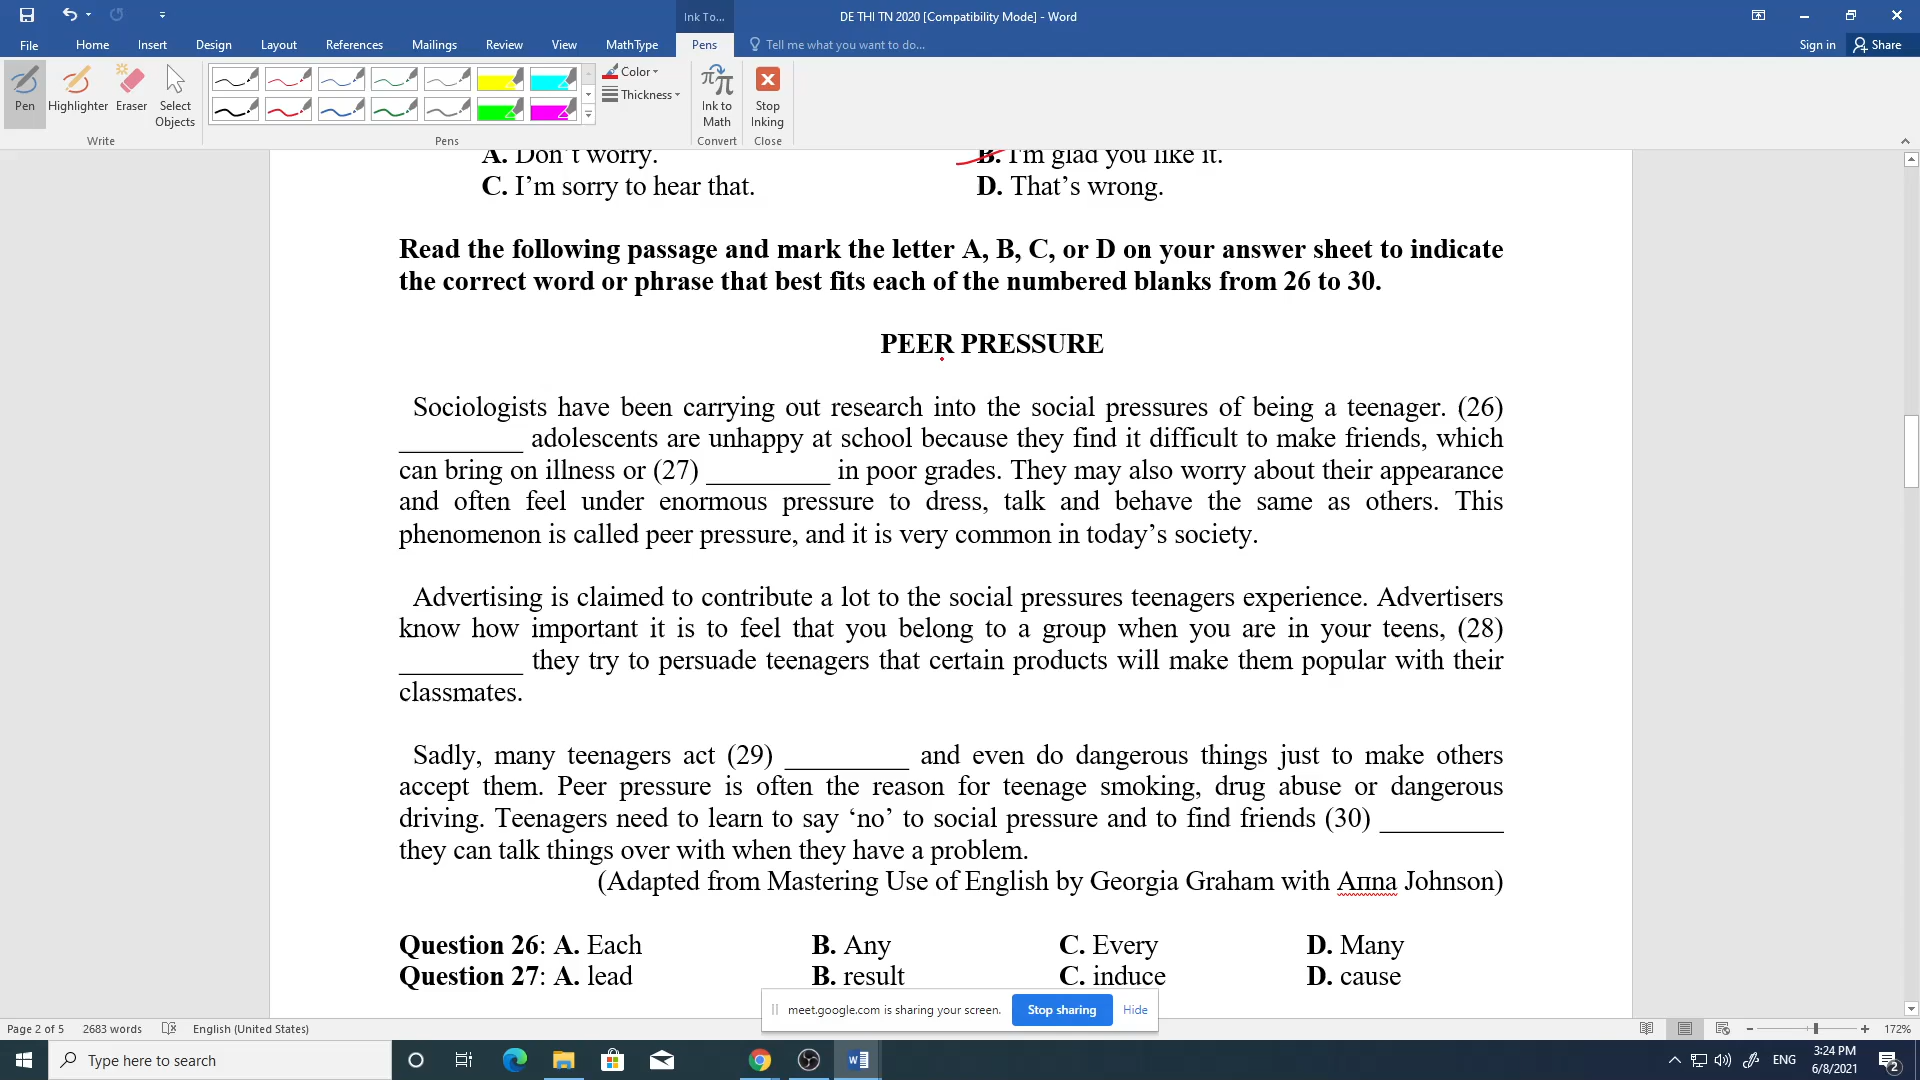 Ink To...
DE THI TN 2020 [Compatibility Mode] - Word
File Home Insert Design Layout References Mailings Review View MathType Pens Tell me what you want to do... Sign in Share
Pen Highlighter Eraser Select Objects
Color
Thickness
Ink to Math
Stop Inking
Write Pens Convert Close
A. Don't worry. B. I'm glad you like it.
C. I’m sorry to hear that. D. That’s wrong.
Read the following passage and mark the letter A, B, C, or D on your answer sheet to indicate
the correct word or phrase that best fits each of the numbered blanks from 26 to 30.
PEER PRESSURE
Sociologists have been carrying out research into the social pressures of being a teenager. (26)
_________ adolescents are unhappy at school because they find it difficult to make friends, which
can bring on illness or (27) _________ in poor grades. They may also worry about their appearance
and often feel under enormous pressure to dress, talk and behave the same as others. This
phenomenon is called peer pressure, and it is very common in today’s society.
Advertising is claimed to contribute a lot to the social pressures teenagers experience. Advertisers
know how important it is to feel that you belong to a group when you are in your teens, (28)
_________ they try to persuade teenagers that certain products will make them popular with their
classmates.
Sadly, many teenagers act (29) _________ and even do dangerous things just to make others
accept them. Peer pressure is often the reason for teenage smoking, drug abuse or dangerous
driving. Teenagers need to learn to say ‘no’ to social pressure and to find friends (30) _________
they can talk things over with when they have a problem.
(Adapted from Mastering Use of English by Georgia Graham with Aпna Johnson)
Question 26: A. Each B. Any C. Every D. Many
Question 27: A. lead B. result C. induce D. cause
meet.google.com is sharing your screen. Stop sharing Hide
Page 2 of 5 2683 words English (United States) 172%
Type here to search
ENG
3:24 PM
6/8/2021
2